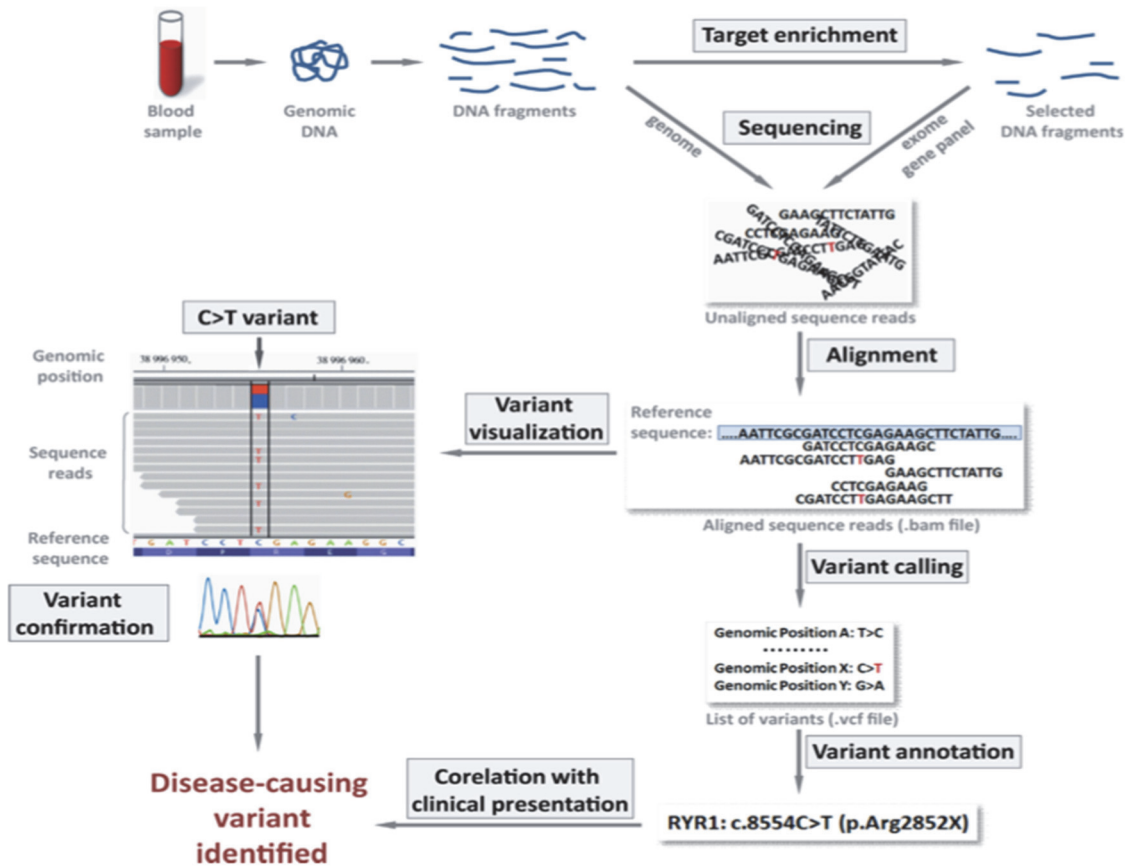 Target enrichment
Blood
sample
Genomic
DNA
DNA fragments
Selected
DNA fragments
genome
Sequencing
exome
gene panel
GAAGCTTCTATTG
Unaligned sequence reads
C>T variant
Alignment
Genomic
position
38 996 950,
38 996 960,
T
C
Sequence
reads
T
T
T
G
T
T
Reference
sequence
T G A T C C T C G A G A A G G C
Variant
visualization
Reference
sequence:
....AATTCGCGATCCTCGAGAAGCTTCTATTG....
GATCCTCGAGAAGC
AATTCGCGATCCTTGAG
GAAGCTTCTATTG
CCTCGAGAAG
CGATCCTTGAGAAGCTT
Aligned sequence reads (.bam file)
Variant calling
Variant
confirmation
Genomic Position A: T>C
.........
Genomic Position X: C>T
Genomic Position Y: G>A
List of variants (.vcf file)
Variant annotation
RYR1: c.8554C>T (p.Arg2852X)
Corelation with
clinical presentation
Disease-causing
variant
identified